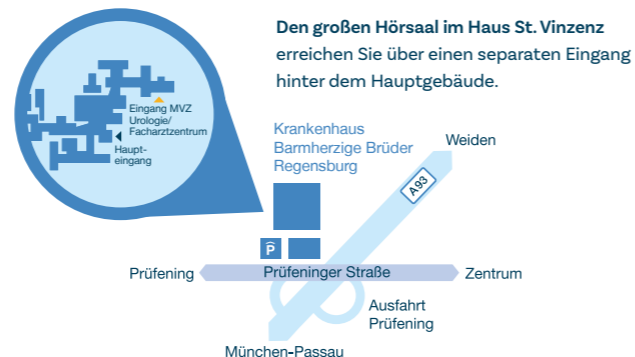 Den großen Hörsaal im Haus St. Vinzenz
erreichen Sie über einen separaten Eingang
hinter dem Hauptgebäude.
Eingang MVZ
Urologie/
Facharztzentrum
Haupt-
eingang
Krankenhaus
Barmherzige Brüder
Regensburg
Weiden
A93
P
Prüfening
Prüfeninger Straße
Zentrum
Ausfahrt
Prüfening
München-Passau